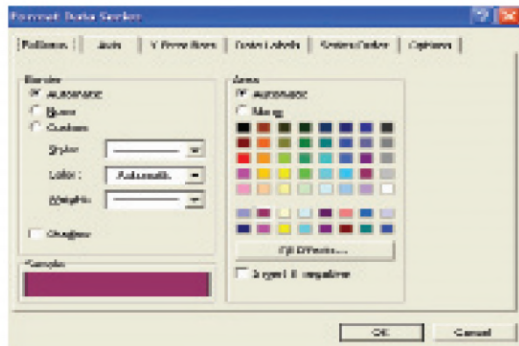 Format Data Series
Patterns Axis Y Error Bars Data Labels Series Order Options
Border
Automatic
None
Custom
Style:
Color: Automatic
Weight:
Shadow
Sample
Area
Automatic
None
Fill Effects...
Invert if negative
OK Cancel